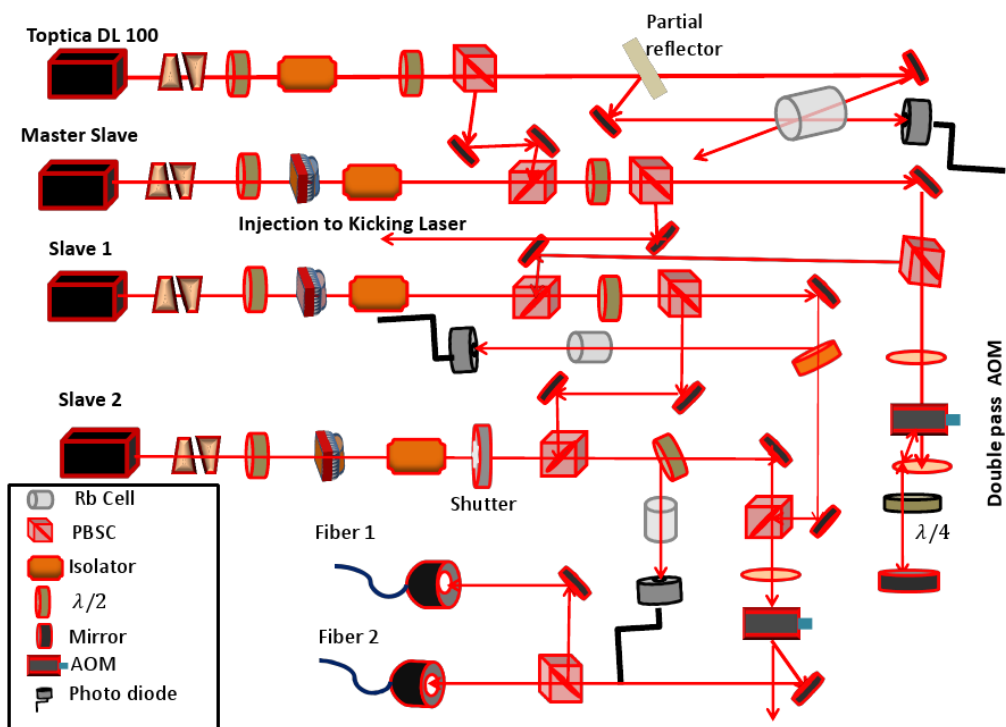 Toptica DL 100
Partial
reflector
Master Slave
Injection to Kicking Laser
Slave 1
Slave 2
Shutter
Double pass AOM
λ/4
Fiber 1
Fiber 2
Rb Cell
PBSC
Isolator
λ/2
Mirror
AOM
Photo diode